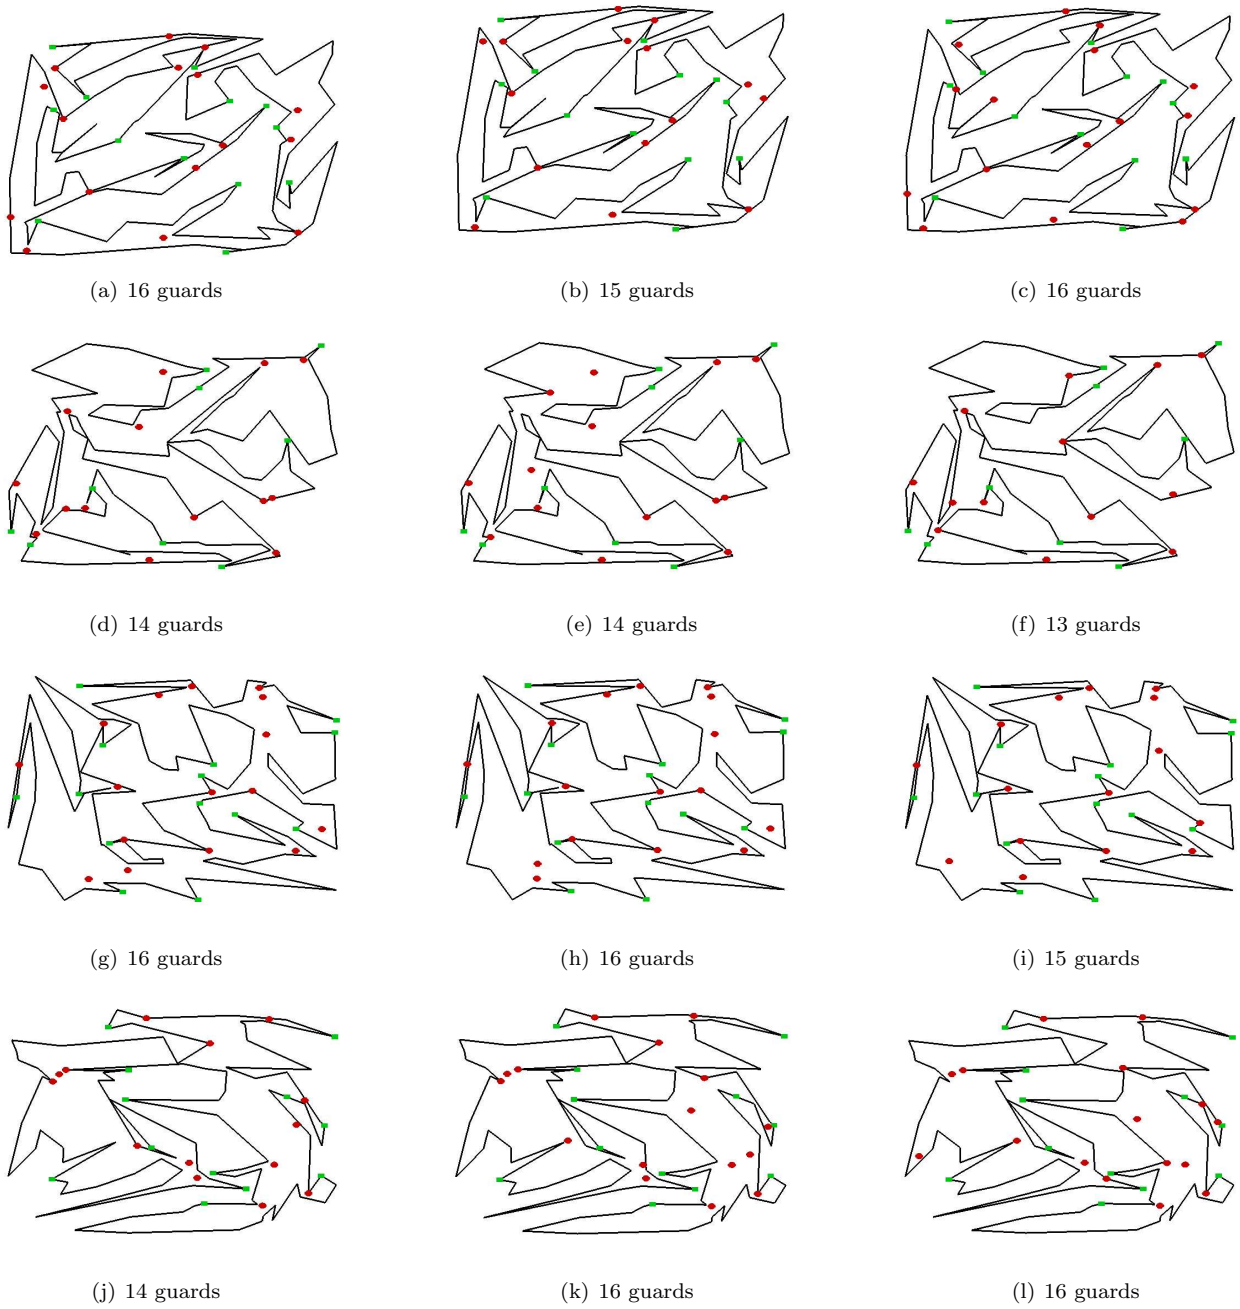 (a) 16 guards
(b) 15 guards
(c) 16 guards
(d) 14 guards
(e) 14 guards
(f) 13 guards
(g) 16 guards
(h) 16 guards
(i) 15 guards
(j) 14 guards
(k) 16 guards
(l) 16 guards